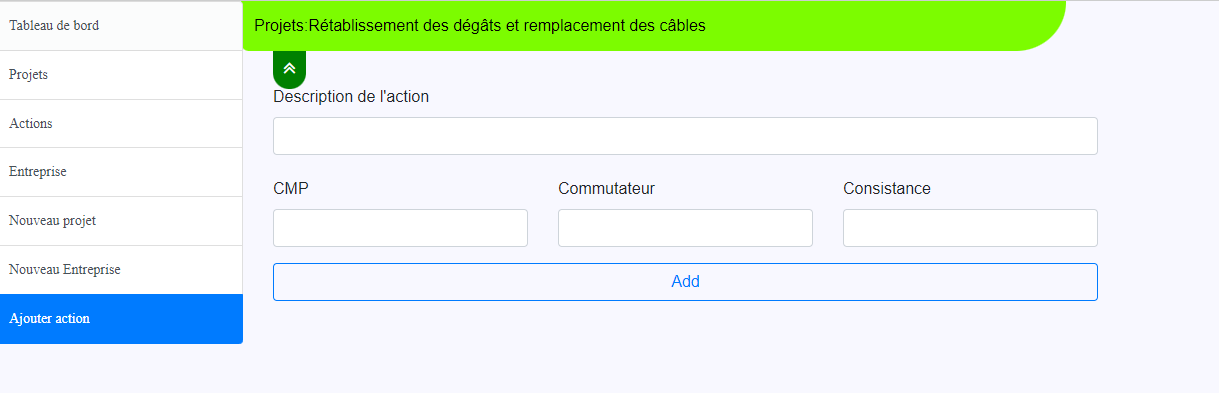 Tableau de bord
Projets:Rétablissement des dégâts et remplacement des câbles
Projets
Description de l'action
Actions
Entreprise
CMP Commutateur Consistance
Nouveau projet
Nouveau Entreprise
Add
Ajouter action